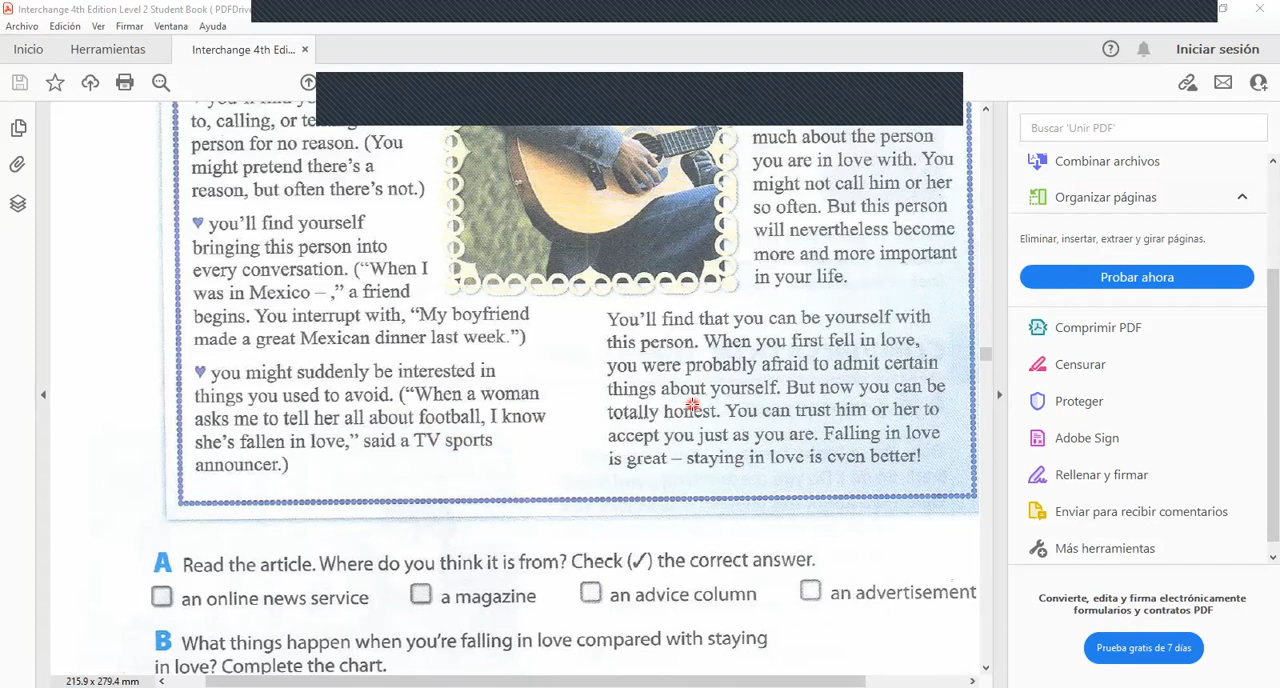 Interchange 4th Edition Level 2 Student Book ( PDFDrive
Archivo Edición Ver Firmar Ventana Ayuda
Inicio Herramientas Interchange 4th Edi... × Iniciar sesión
to, calling, or
person for no reason. (You
might pretend there's a
reason, but often there's not.)
♥ you'll find yourself
bringing this person into
every conversation. ("When I
was in Mexico – ," a friend
begins. You interrupt with, "My boyfriend
made a great Mexican dinner last week.")
♥ you might suddenly be interested in
things you used to avoid. ("When a woman
asks me to tell her all about football, I know
she's fallen in love," said a TV sports
announcer.)
much about the person
you are in love with. You
might not call him or her
so often. But this person
will nevertheless become
more and more important
in your life.
You'll find that you can be yourself with
this person. When you first fell in love,
you were probably afraid to admit certain
things about yourself. But now you can be
totally honest. You can trust him or her to
accept you just as you are. Falling in love
is great – staying in love is even better!
A Read the article. Where do you think it is from? Check (✓) the correct answer.
an online news service a magazine an advice column an advertisement
B What things happen when you're falling in love compared with staying
in love? Complete the chart.
215.9 x 279.4 mm
Buscar 'Unir PDF'
Combinar archivos
Organizar páginas
Eliminar, insertar, extraer y girar páginas.
Probar ahora
Comprimir PDF
Censurar
Proteger
Adobe Sign
Rellenar y firmar
Enviar para recibir comentarios
Más herramientas
Convierte, edita y firma electrónicamente
formularios y contratos PDF
Prueba gratis de 7 días